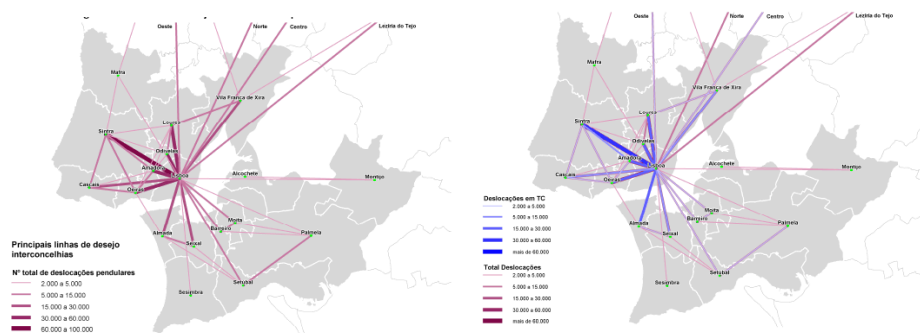 Oeste
Norte
Centro
Lezíria do Tejo
Mafra
Vila Franca de Xira
Loures
Sintra
Odivelas
Amadora
Lisboa
Alcochete
Montijo
Cascais
Oeiras
Moita
Barreiro
Almada
Seixal
Palmela
Setúbal
Sesimbra
Principais linhas de desejo
interconcelhias
Nº total de deslocações pendulares
2.000 a 5.000
5.000 a 15.000
15.000 a 30.000
30.000 a 60.000
60.000 a 100.000
Oeste
Norte
Centro
Lezíria do Tejo
Mafra
Vila Franca de Xira
Loures
Sintra
Odivelas
Amadora
Lisboa
Alcochete
Montijo
Cascais
Oeiras
Moita
Barreiro
Almada
Seixal
Palmela
Setúbal
Sesimbra
Deslocações em TC
2.000 a 5.000
5.000 a 15.000
15.000 a 30.000
30.000 a 60.000
mais de 60.000
Total Deslocações
2.000 a 5.000
5.000 a 15.000
15.000 a 30.000
30.000 a 60.000
mais de 60.000